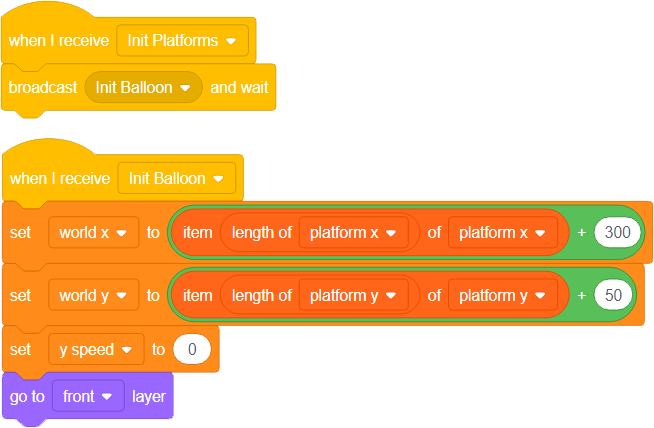 when I receive Init Platforms
broadcast Init Balloon and wait
when I receive Init Balloon
set world x to item length of platform x of platform x + 300
set world y to item length of platform y of platform y + 50
set y speed to 0
go to front layer